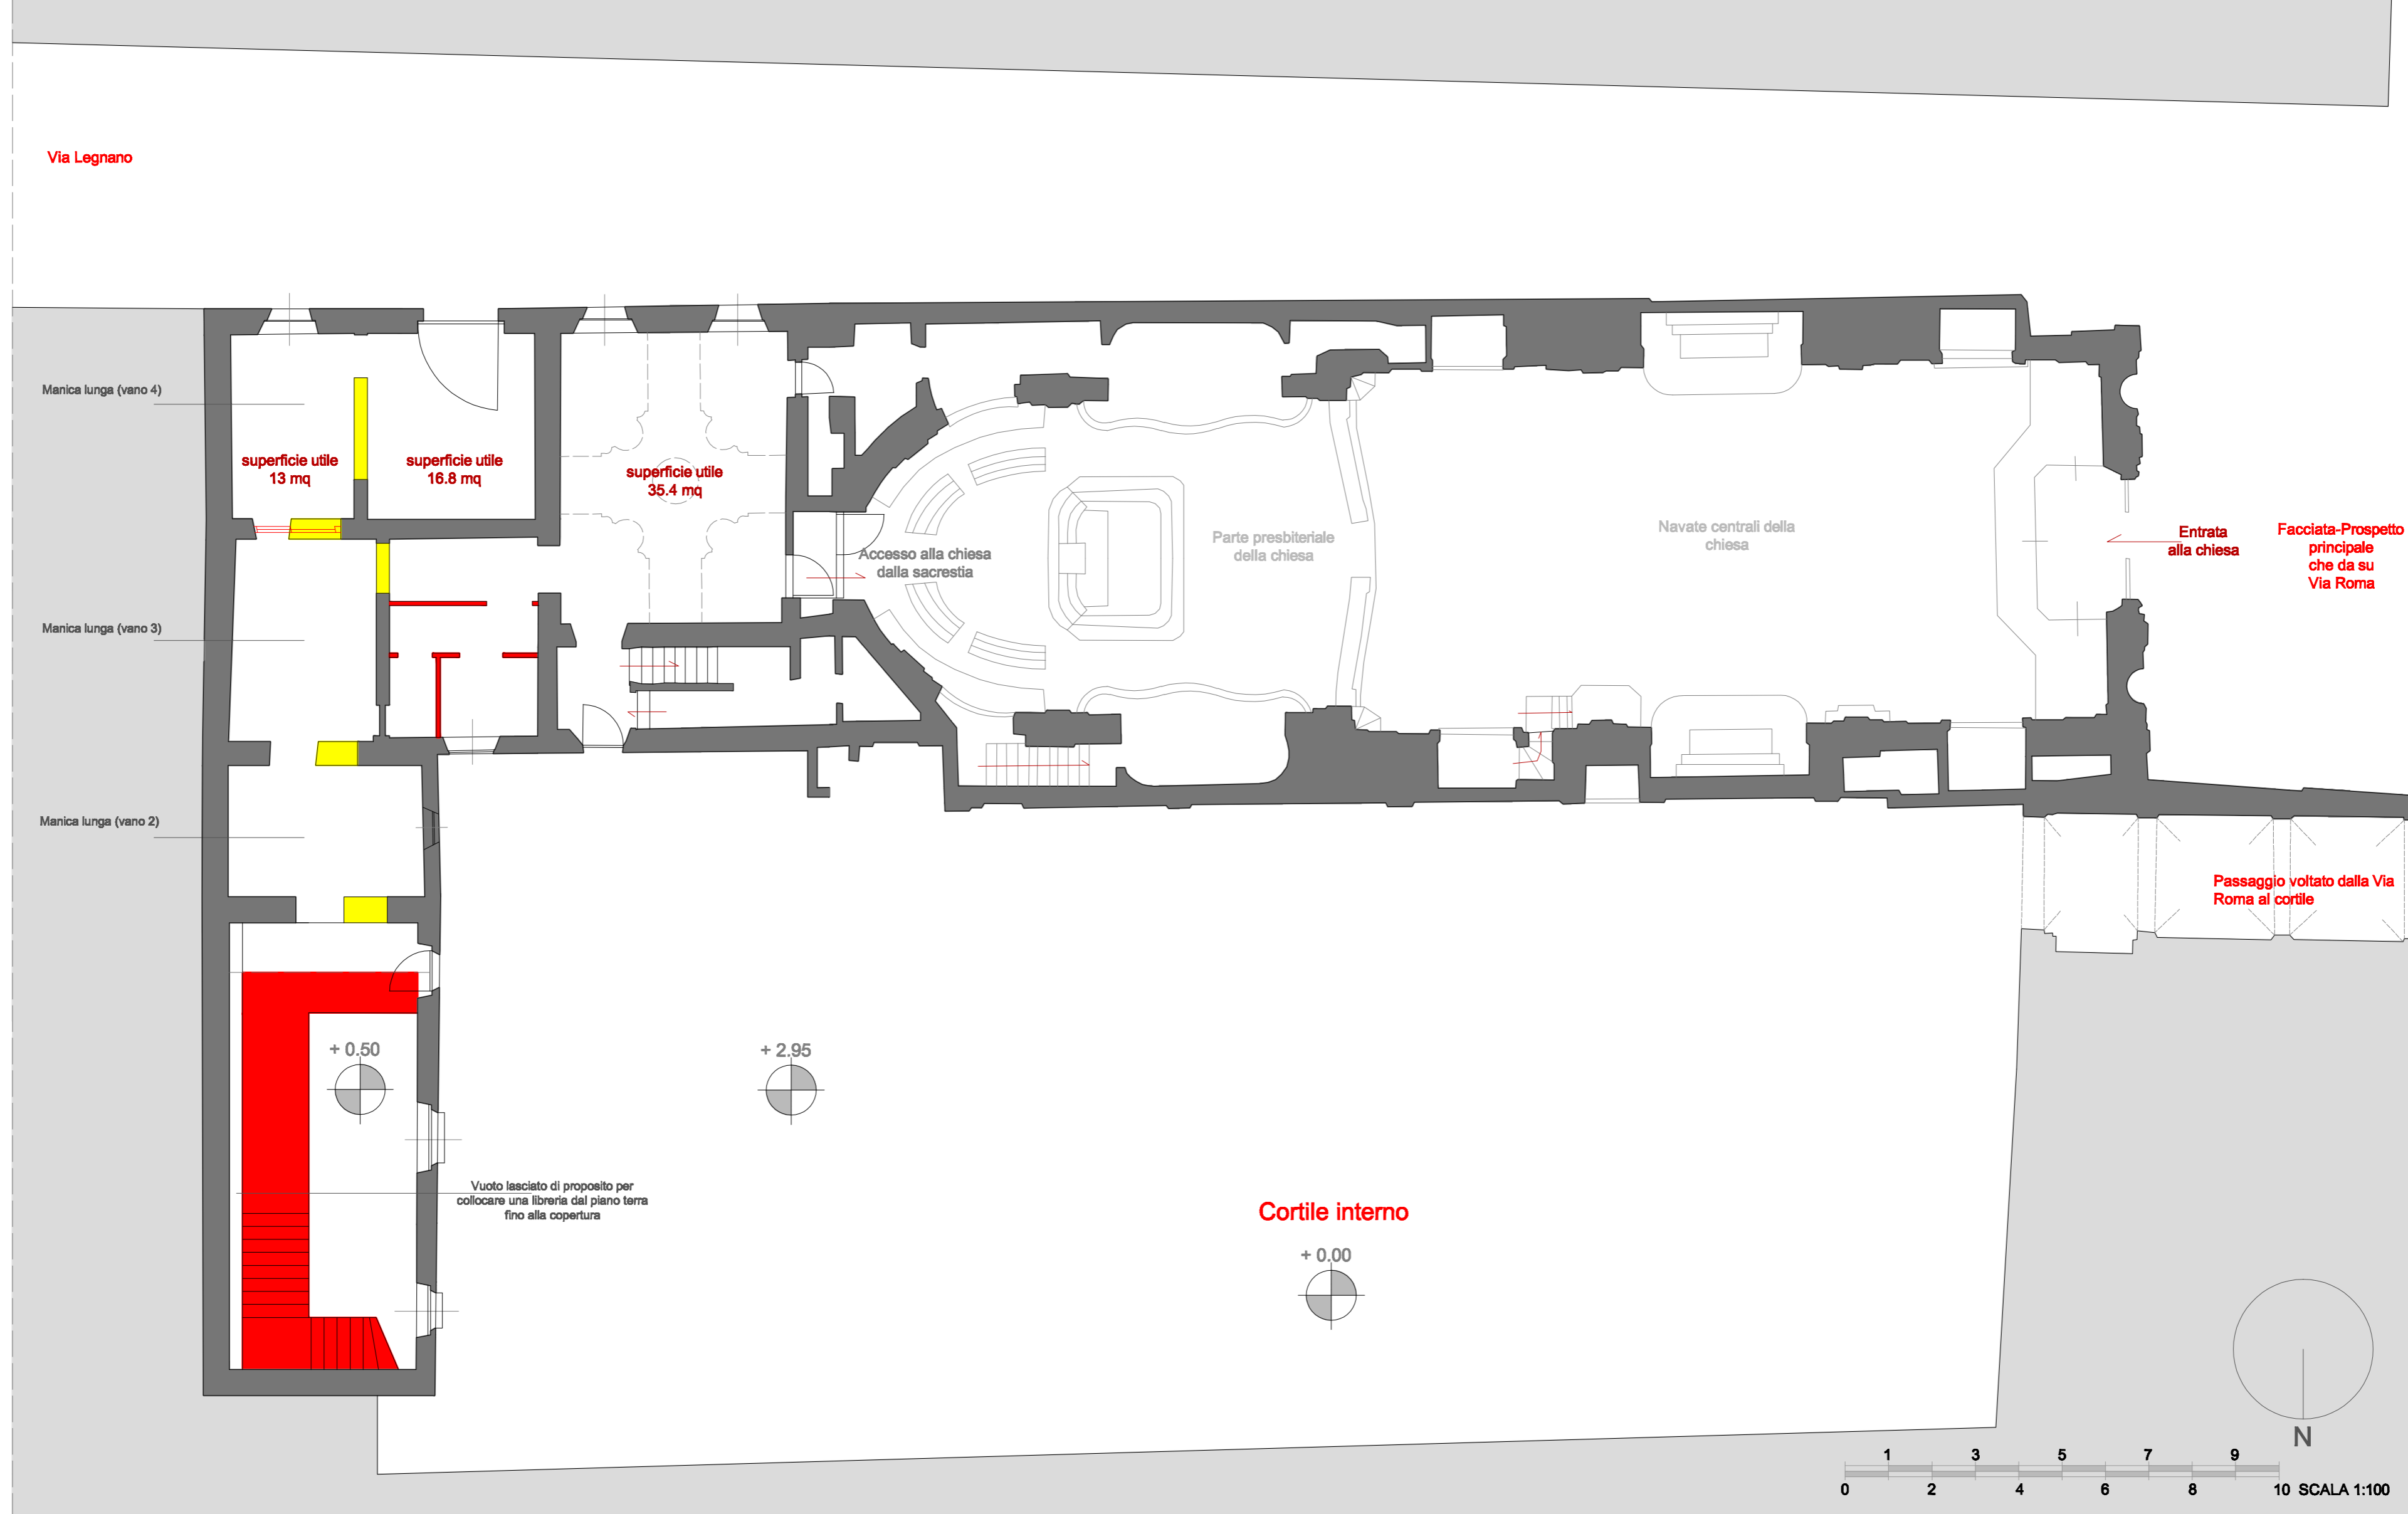 Via Legnano
Manica lunga (vano 4)
superficie utile
13 mq
superficie utile
16.8 mq
superficie utile
35.4 mq
Accesso alla chiesa
dalla sacrestia
Parte presbiteriale
della chiesa
Navate centrali della
chiesa
Entrata
alla chiesa
Facciata-Prospetto
principale
che da su
Via Roma
Manica lunga (vano 3)
Manica lunga (vano 2)
Passaggio voltato dalla Via
Roma al cortile
+ 0.50
+ 2.95
Vuoto lasciato di proposito per
collocare una libreria dal piano terra
fino alla copertura
Cortile interno
+ 0.00
N
1 3 5 7 9
0 2 4 6 8 10 SCALA 1:100